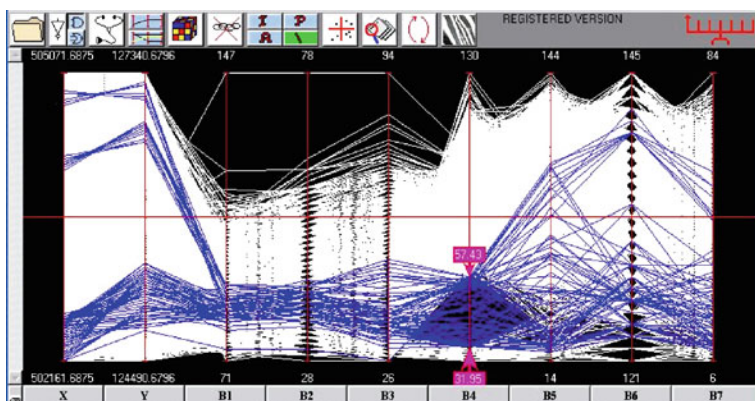 I P
REGISTERED VERSION
A
505071.6875 127340.6796 147 78 94 130 144 145 84
57.43
31.95
502161.6875 124490.6796 71 28 26 14 121 6
X Y B1 B2 B3 B4 B5 B6 B7